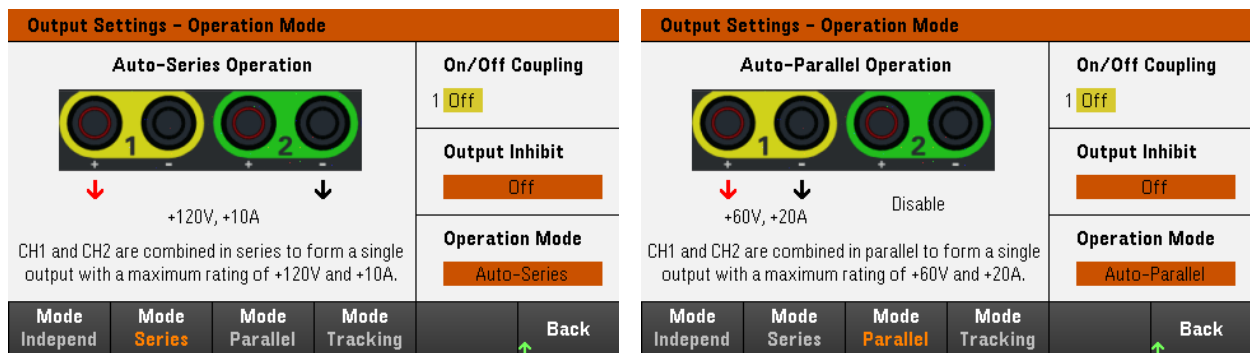 Output Settings - Operation Mode
Auto-Series Operation
1
2
+
-
+
-
+120V, +10A
CH1 and CH2 are combined in series to form a single
output with a maximum rating of +120V and +10A.
On/Off Coupling
1 Off
Output Inhibit
Off
Operation Mode
Auto-Series
Mode
Independ
Mode
Series
Mode
Parallel
Mode
Tracking
Back
Output Settings - Operation Mode
Auto-Parallel Operation
1
2
+
-
+
-
+60V, +20A
Disable
CH1 and CH2 are combined in parallel to form a single
output with a maximum rating of +60V and +20A.
On/Off Coupling
1 Off
Output Inhibit
Off
Operation Mode
Auto-Parallel
Mode
Independ
Mode
Series
Mode
Parallel
Mode
Tracking
Back